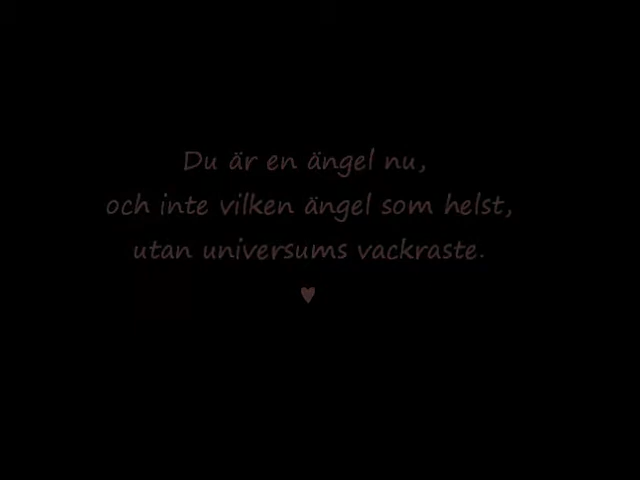 Du är en ängel nu,
och inte vilken ängel som helst,
utan universums vackraste.
♥